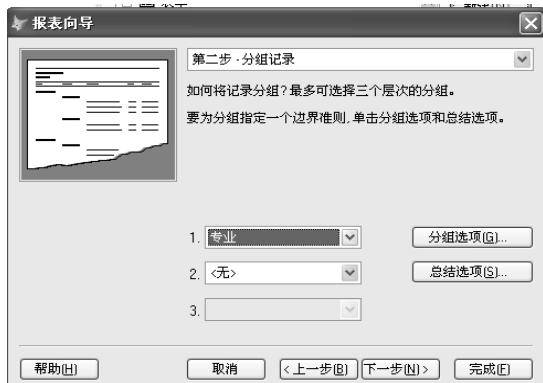 报表向导
第二步 - 分组记录
如何将记录分组?最多可选择三个层次的分组。
要为分组指定一个边界准则,单击分组选项和总结选项。
1. 专业 分组选项(G)...
2. <无> 总结选项(S)...
3.
帮助(H) 取消 <上一步(B) 下一步(N)> 完成(F)